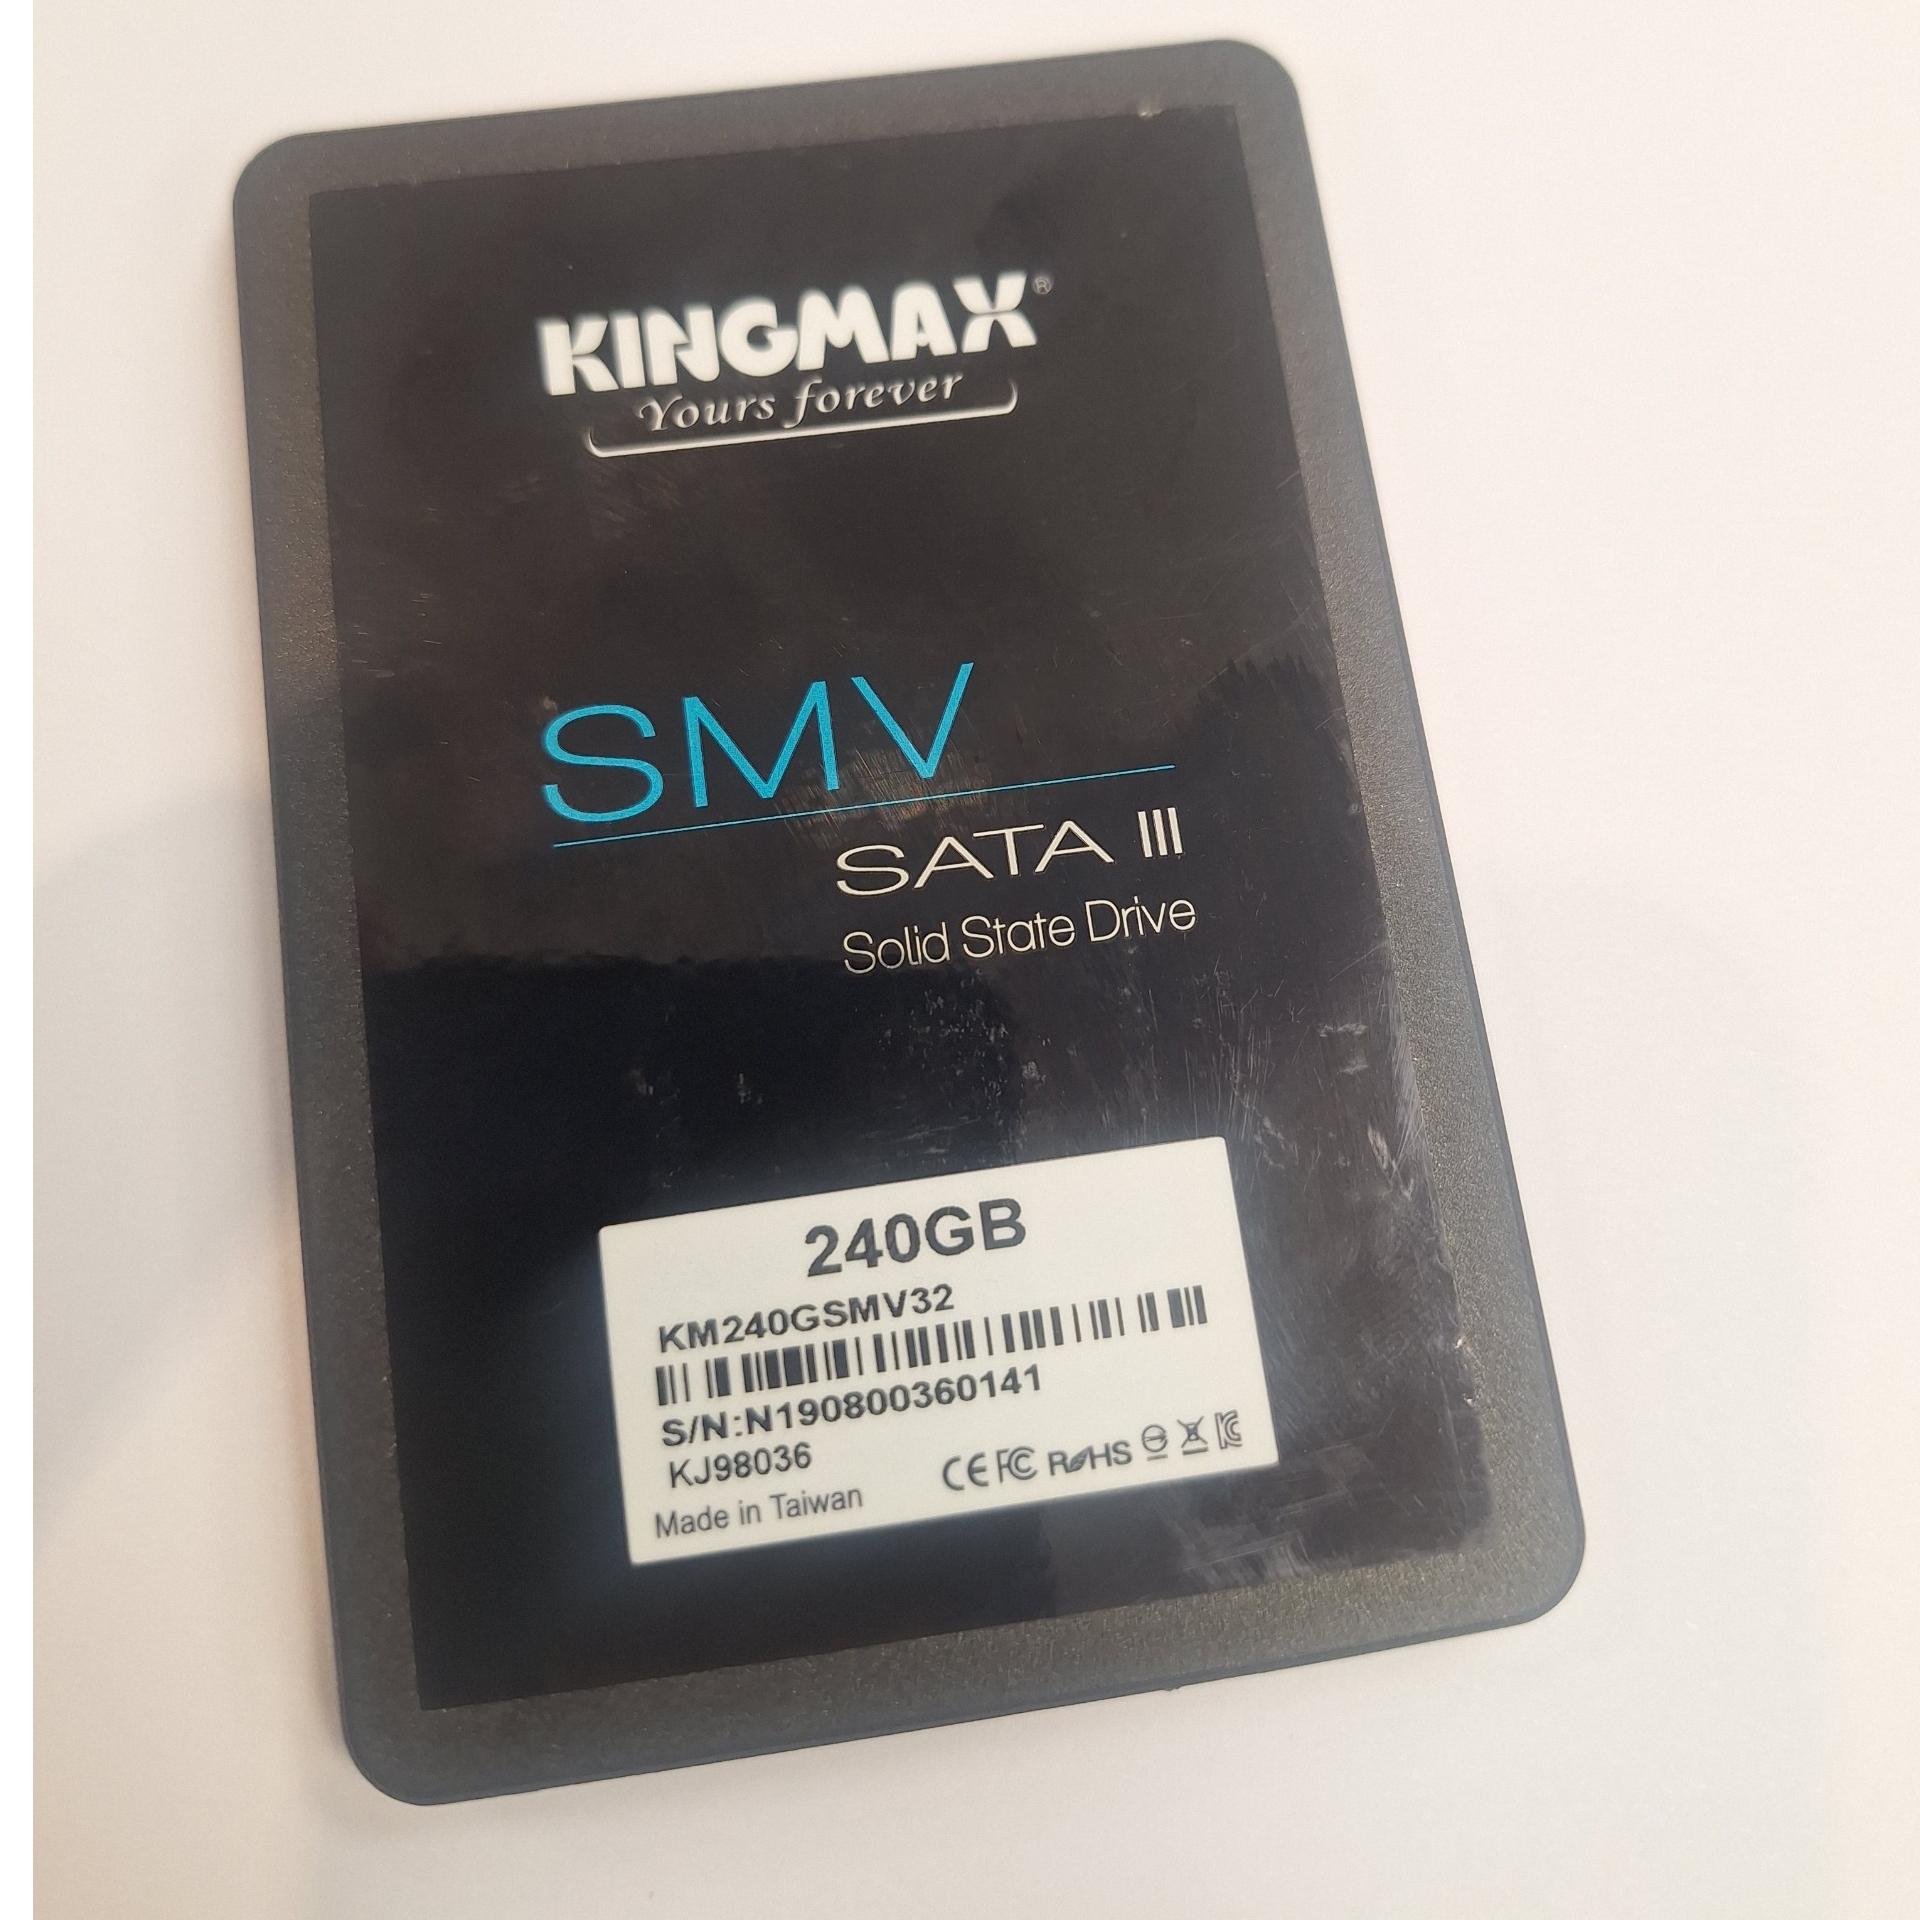 KINGMAX®
Yours forever
SMV
SATA III
Solid State Drive
240GB
KM240GSMV32
S/N:N190800360141
KJ98036
CE FC RoHS
Made in Taiwan